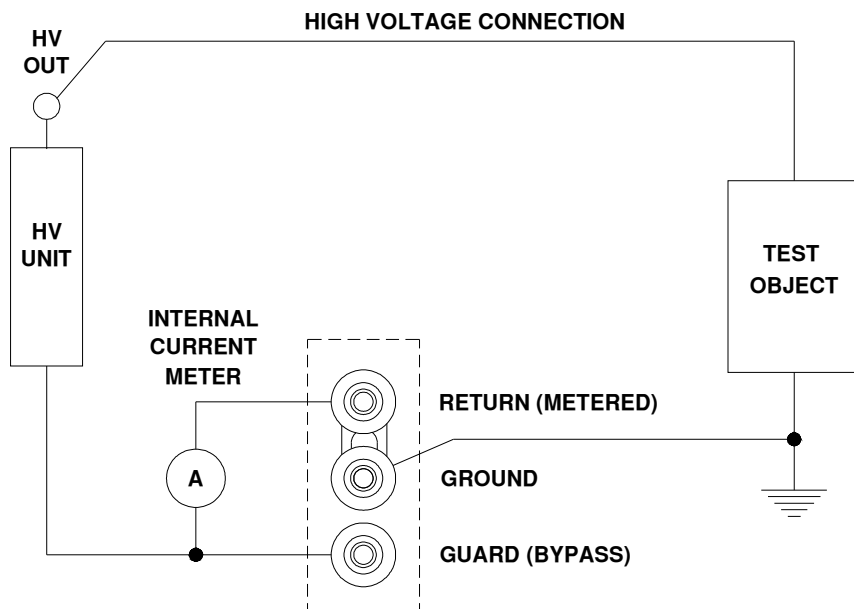 HIGH VOLTAGE CONNECTION
HV
OUT
HV
UNIT
TEST
OBJECT
INTERNAL
CURRENT
METER
RETURN (METERED)
A
GROUND
GUARD (BYPASS)